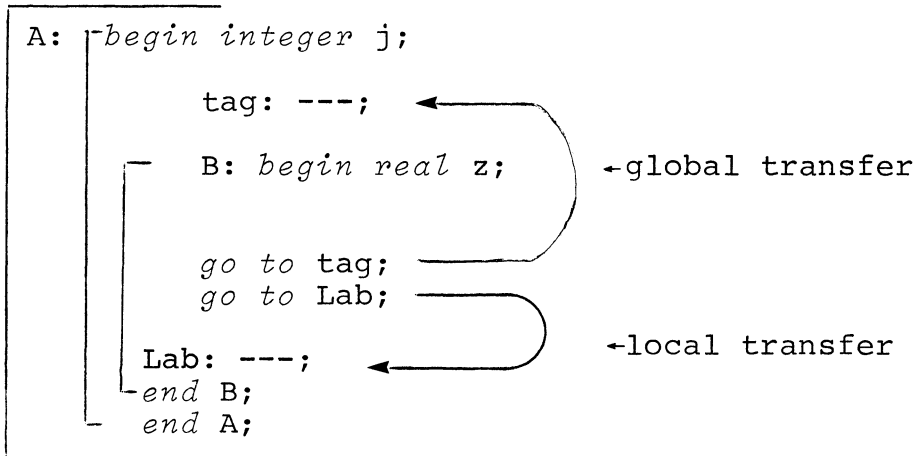 A: begin integer j;
tag: ---;
B: begin real z;
←global transfer
go to tag;
go to Lab;
←local transfer
Lab: ---;
end B;
end A;